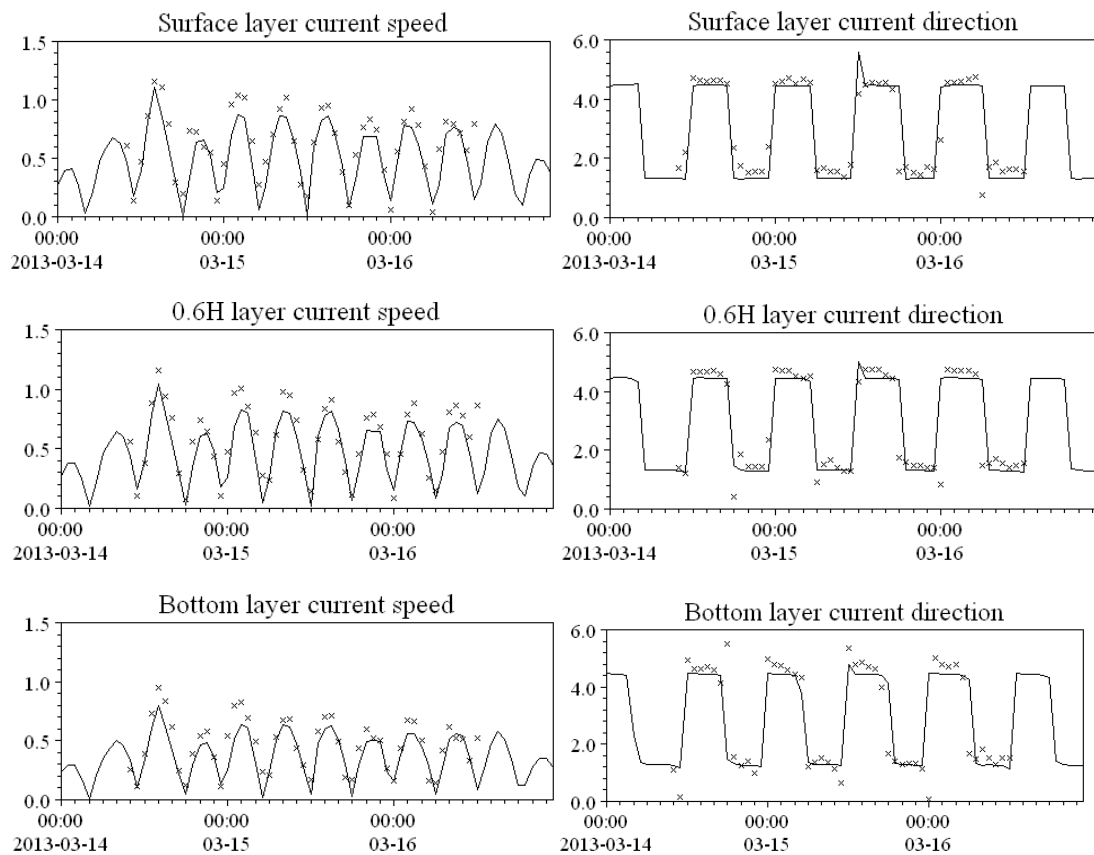 Surface layer current speed
1.5
1.0
0.5
0.0
00:00 00:00 00:00
2013-03-14 03-15 03-16
Surface layer current direction
6.0
4.0
2.0
0.0
00:00 00:00 00:00
2013-03-14 03-15 03-16
0.6H layer current speed
1.5
1.0
0.5
0.0
00:00 00:00 00:00
2013-03-14 03-15 03-16
0.6H layer current direction
6.0
4.0
2.0
0.0
00:00 00:00 00:00
2013-03-14 03-15 03-16
Bottom layer current speed
1.5
1.0
0.5
0.0
00:00 00:00 00:00
2013-03-14 03-15 03-16
Bottom layer current direction
6.0
4.0
2.0
0.0
00:00 00:00 00:00
2013-03-14 03-15 03-16